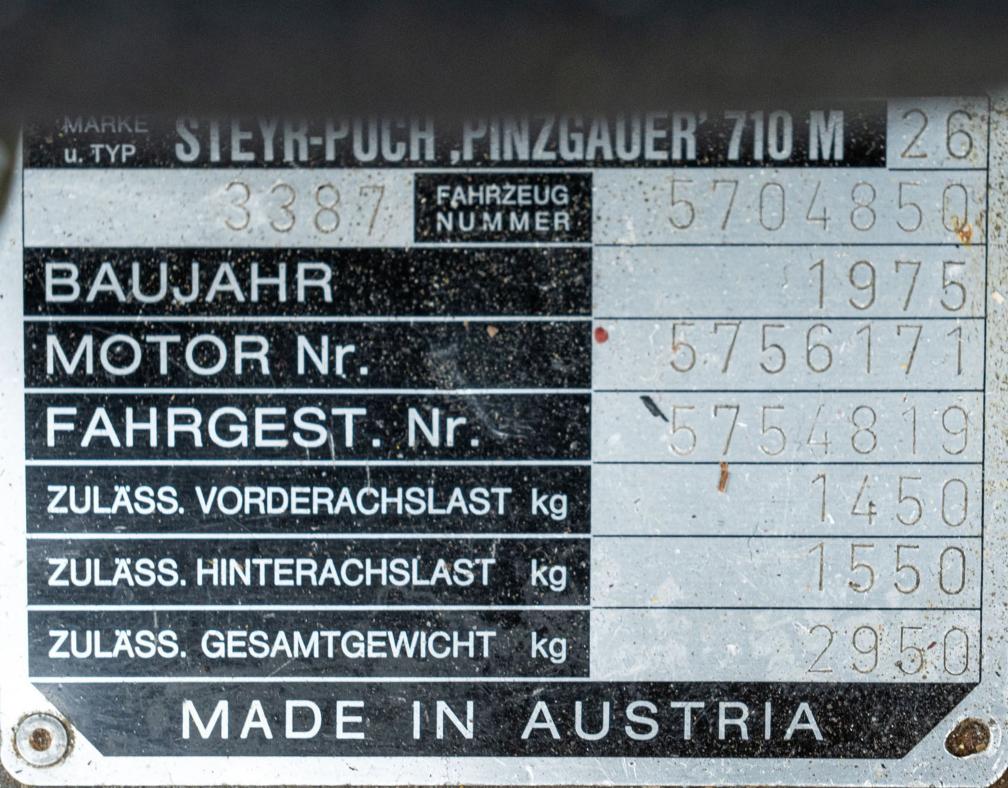 MARKE u. TYP STEYR-PUCH ‚PINZGAUER' 710 M 26
3387 FAHRZEUG NUMMER 5704850
BAUJAHR 1975
MOTOR Nr. 5756171
FAHRGEST. Nr. 5754819
ZULÄSS. VORDERACHSLAST kg 1450
ZULÄSS. HINTERACHSLAST kg 1550
ZULÄSS. GESAMTGEWICHT kg 2950
MADE IN AUSTRIA